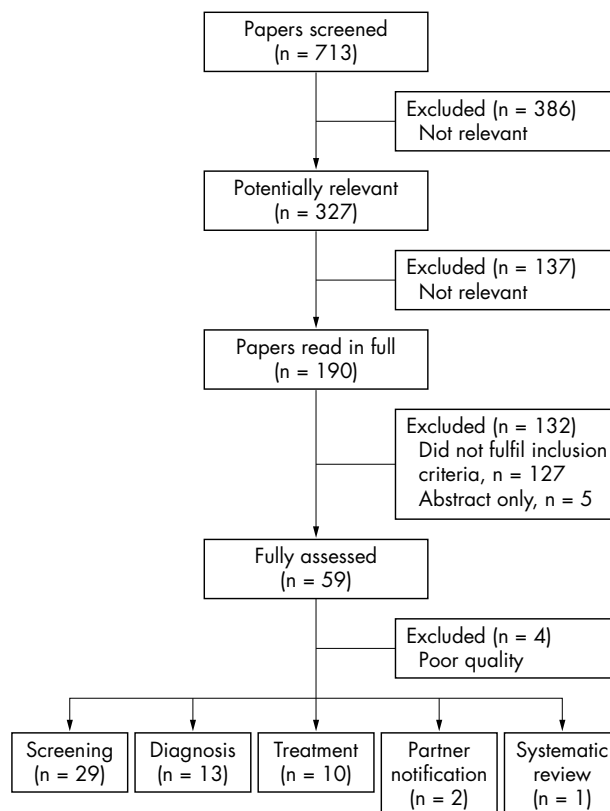 Papers screened
(n = 713)
Excluded (n = 386)
Not relevant
Potentially relevant
(n = 327)
Excluded (n = 137)
Not relevant
Papers read in full
(n = 190)
Excluded (n = 132)
Did not fulfil inclusion
criteria, n = 127
Abstract only, n = 5
Fully assessed
(n = 59)
Excluded (n = 4)
Poor quality
Screening
(n = 29)
Diagnosis
(n = 13)
Treatment
(n = 10)
Partner
notification
(n = 2)
Systematic
review
(n = 1)